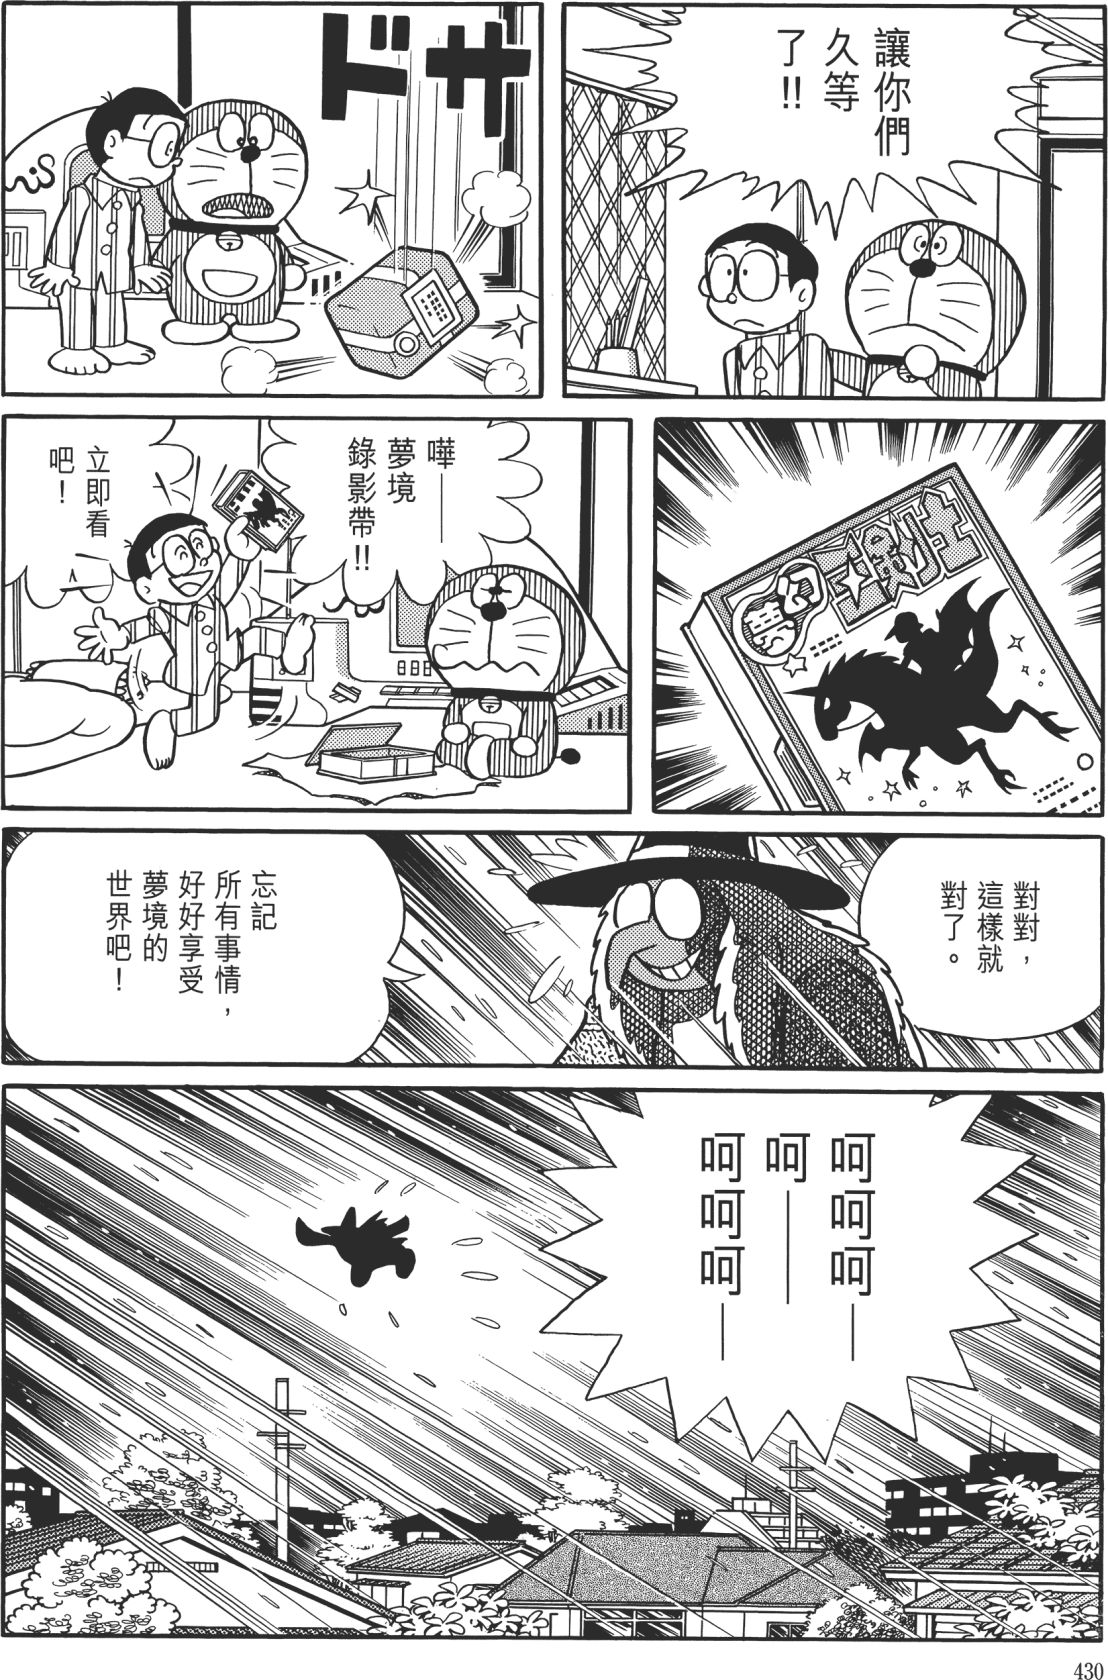 讓你們
久等
了!!
ドサ
嘩——
夢境
錄影帶!!
立即看
吧！
對對，
這樣就
對了。
忘記
所有事情，
好好享受
夢境的
世界吧！
呵呵呵—
呵——
呵呵呵—
430